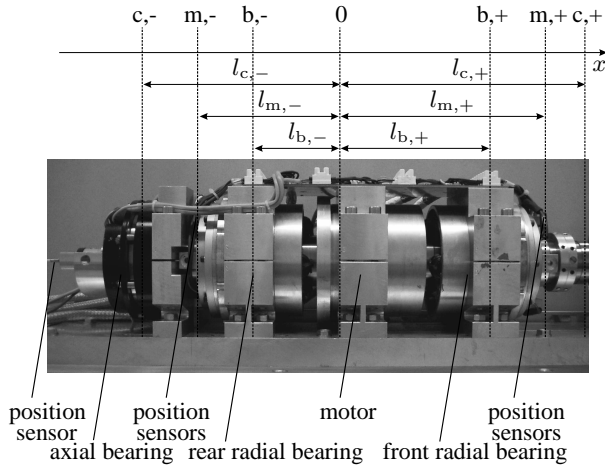 c,- m,- b,- 0 b,+ m,+ c,+
x
l_c,- l_c,+
l_m,- l_m,+
l_b,- l_b,+
position sensor
axial bearing
position sensors
rear radial bearing
motor
front radial bearing
position sensors